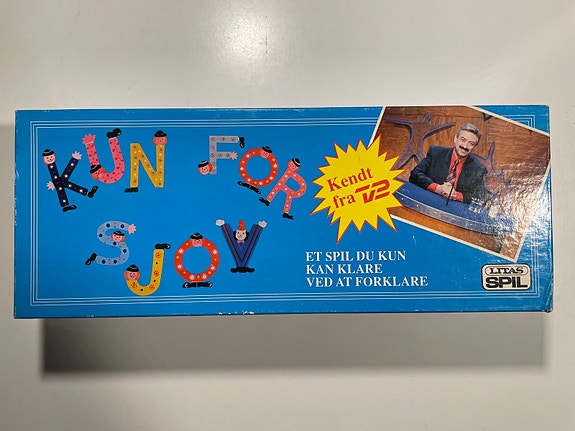 KUN FOR
SJOV
Kendt
fra TV2
ET SPIL DU KUN
KAN KLARE
VED AT FORKLARE
LITAS
SPIL